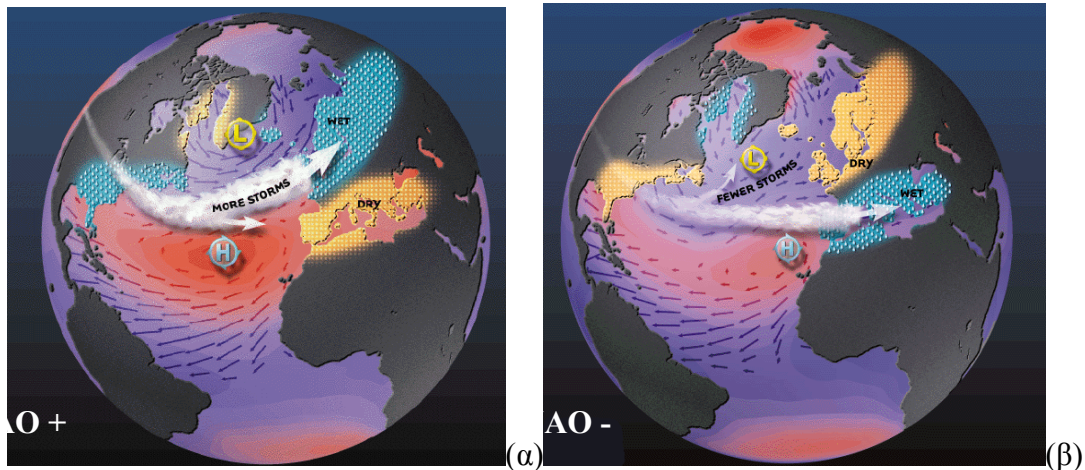 L
WET
MORE STORMS
DRY
H
AO +
(α)
L
DRY
FEWER STORMS
WET
H
AO -
(β)